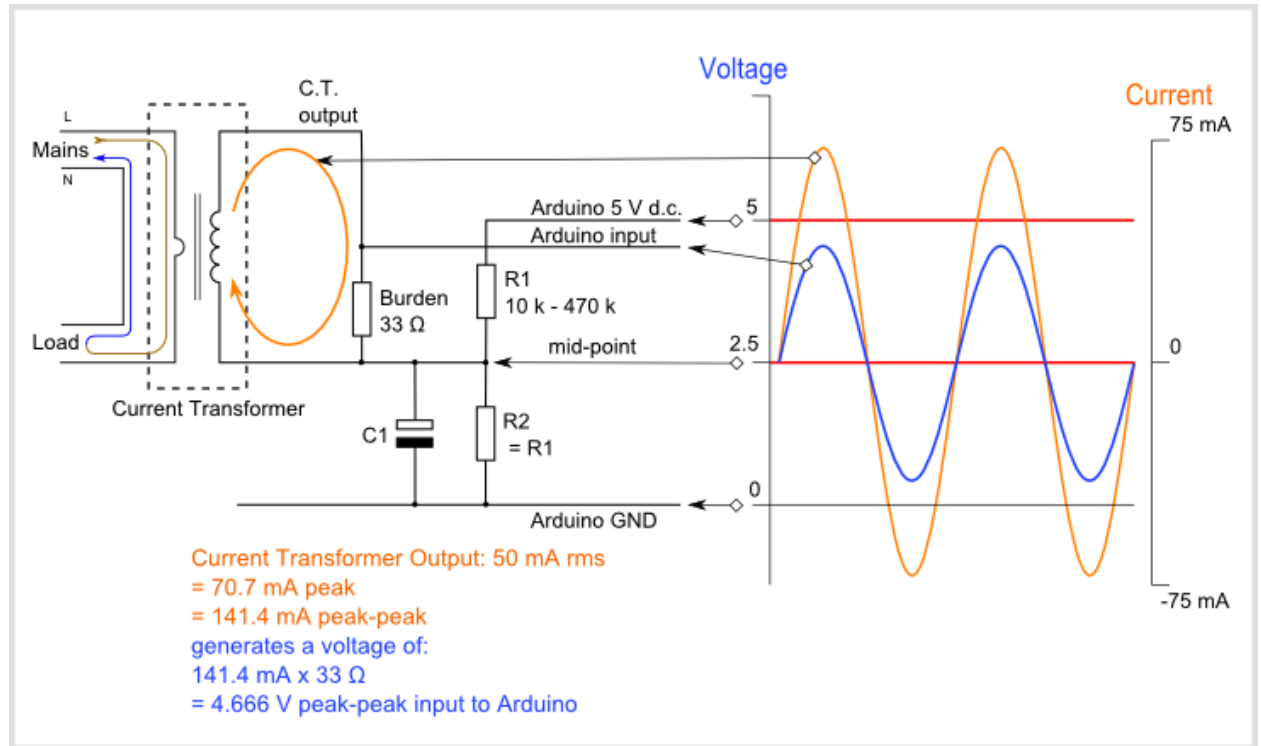 Voltage
C.T.
output
Current
L
75 mA
Mains
N
Arduino 5 V d.c.
5
Arduino input
R1
10 k - 470 k
Burden
33 Ω
Load
mid-point
2.5
0
Current Transformer
C1
R2
= R1
0
Arduino GND
-75 mA
Current Transformer Output: 50 mA rms
= 70.7 mA peak
= 141.4 mA peak-peak
generates a voltage of:
141.4 mA x 33 Ω
= 4.666 V peak-peak input to Arduino